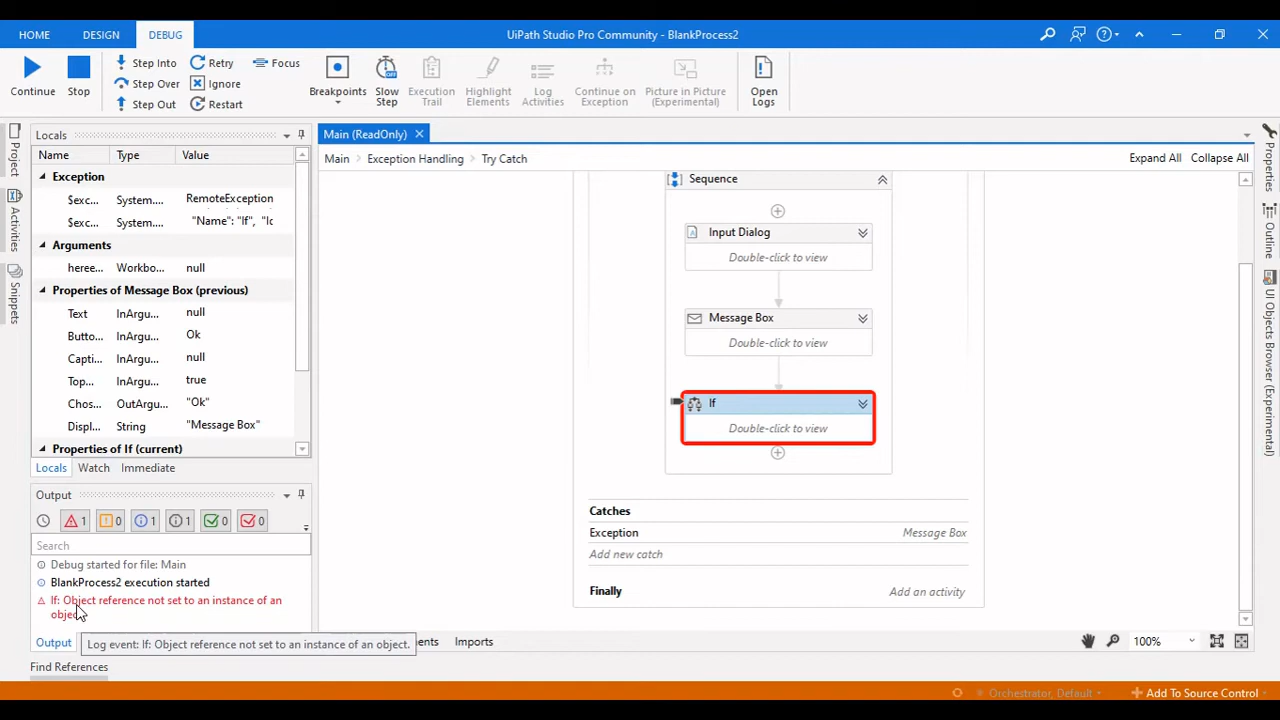 HOME DESIGN DEBUG UiPath Studio Pro Community - BlankProcess2
Continue Stop Step Into Step Over Step Out Retry Ignore Restart Focus Breakpoints Slow Step Execution Trail Highlight Elements Log Activities Continue on Exception Picture in Picture (Experimental) Open Logs
Project
Activities
Snippets
Locals
Name Type Value
Exception
$exc... System.... RemoteException
$exc... System.... "Name": "If", "Ic
Arguments
heree... Workbo... null
Properties of Message Box (previous)
Text InArgu... null
Butto... InArgu... Ok
Capti... InArgu... null
Top... InArgu... true
Chos... OutArgu... "Ok"
Displ... String "Message Box"
Properties of If (current)
Locals Watch Immediate
Output
1 0 1 1 0 0
Search
Debug started for file: Main
BlankProcess2 execution started
If: Object reference not set to an instance of an
Log event: If: Object reference not set to an instance of an object.
Output
Find References
Main (ReadOnly)
Main Exception Handling Try Catch Expand All Collapse All
Sequence
Input Dialog
Double-click to view
Message Box
Double-click to view
If
Double-click to view
Catches
Exception Message Box
Add new catch
Finally Add an activity
Imports 100%
Properties
Outline
UI Objects Browser (Experimental)
Orchestrator, Default Add To Source Control